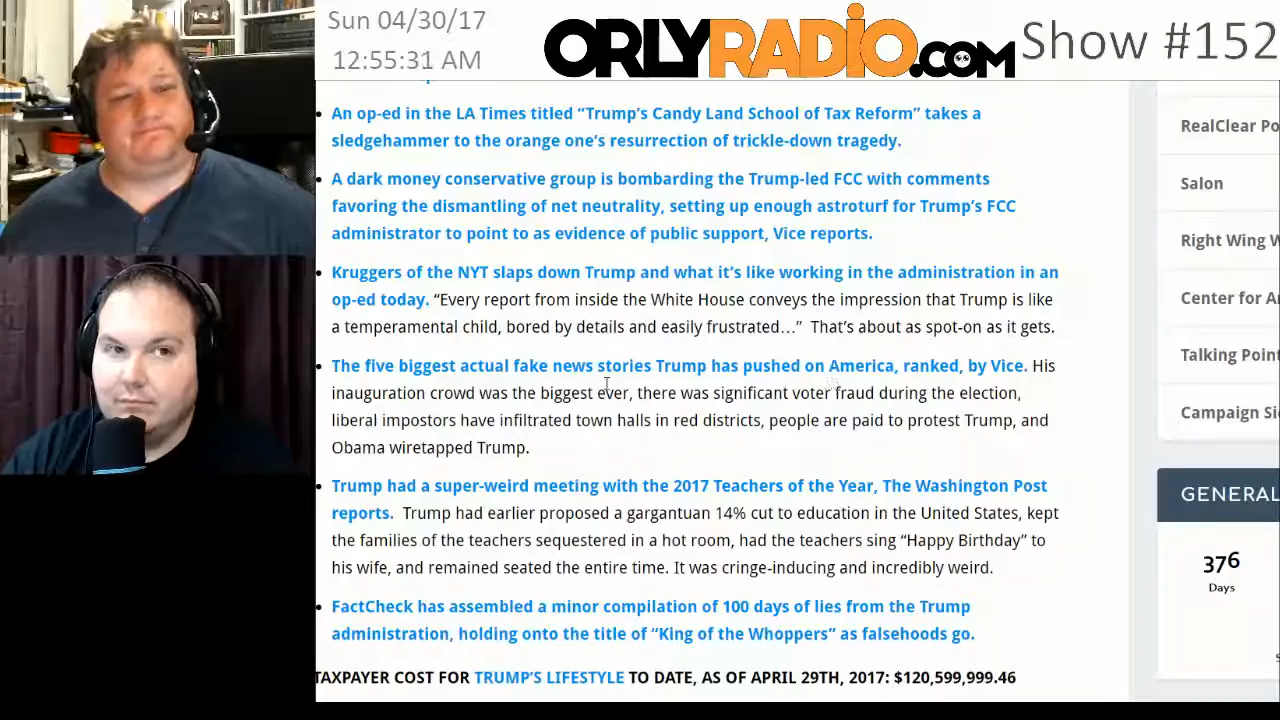 Sun 04/30/17
12:55:31 AM
ORLYRADIO.COM
Show #152
An op-ed in the LA Times titled “Trump’s Candy Land School of Tax Reform” takes a
sledgehammer to the orange one’s resurrection of trickle-down tragedy.
A dark money conservative group is bombarding the Trump-led FCC with comments
favoring the dismantling of net neutrality, setting up enough astroturf for Trump’s FCC
administrator to point to as evidence of public support, Vice reports.
Kruggers of the NYT slaps down Trump and what it’s like working in the administration in an
op-ed today. “Every report from inside the White House conveys the impression that Trump is like
a temperamental child, bored by details and easily frustrated…” That’s about as spot-on as it gets.
The five biggest actual fake news stories Trump has pushed on America, ranked, by Vice. His
inauguration crowd was the biggest ever, there was significant voter fraud during the election,
liberal impostors have infiltrated town halls in red districts, people are paid to protest Trump, and
Obama wiretapped Trump.
Trump had a super-weird meeting with the 2017 Teachers of the Year, The Washington Post
reports. Trump had earlier proposed a gargantuan 14% cut to education in the United States, kept
the families of the teachers sequestered in a hot room, had the teachers sing “Happy Birthday” to
his wife, and remained seated the entire time. It was cringe-inducing and incredibly weird.
FactCheck has assembled a minor compilation of 100 days of lies from the Trump
administration, holding onto the title of “King of the Whoppers” as falsehoods go.
TAXPAYER COST FOR TRUMP’S LIFESTYLE TO DATE, AS OF APRIL 29TH, 2017: $120,599,999.46
RealClear Po
Salon
Right Wing W
Center for A
Talking Point
Campaign Si
GENERAL
376
Days